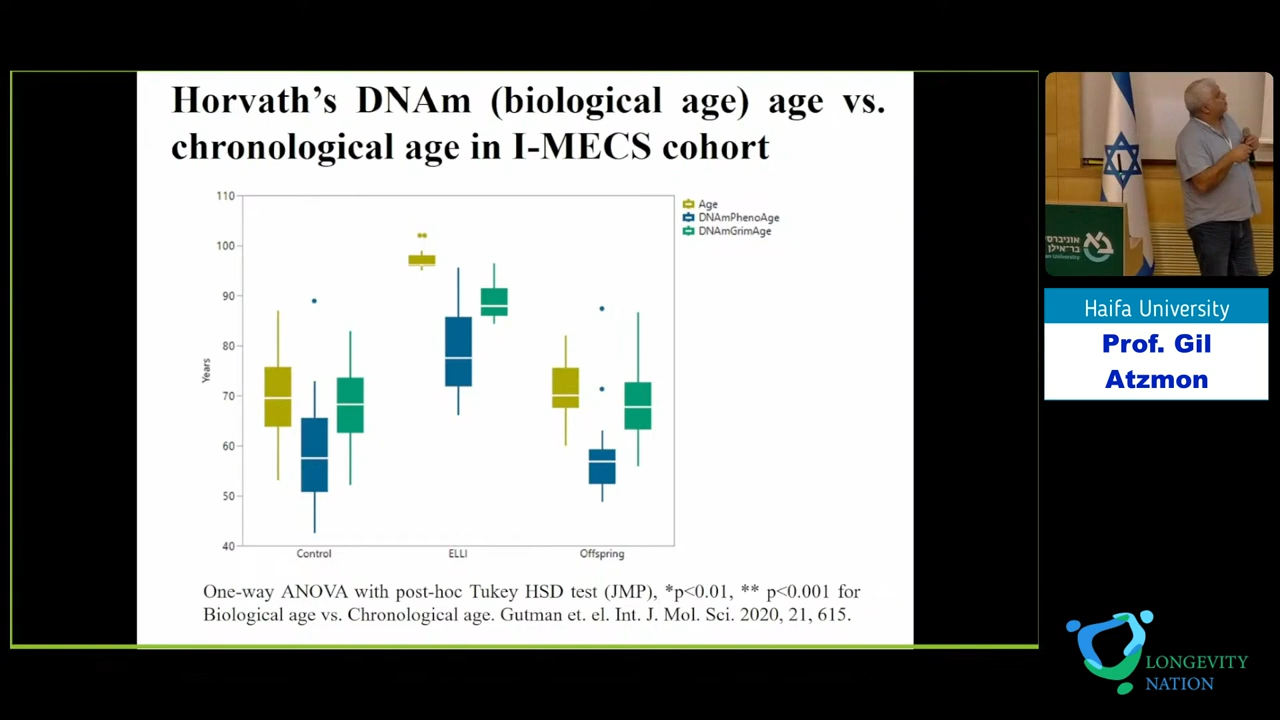 Horvath's DNAm (biological age) age vs.
chronological age in I-MECS cohort
110
100
90
80
70
60
50
40
Years
**
Age
DNAmPhenoAge
DNAmGrimAge
Control
ELLI
Offspring
One-way ANOVA with post-hoc Tukey HSD test (JMP), *p<0.01, ** p<0.001 for
Biological age vs. Chronological age. Gutman et. el. Int. J. Mol. Sci. 2020, 21, 615.
Haifa University
Prof. Gil
Atzmon
LONGEVITY
NATION